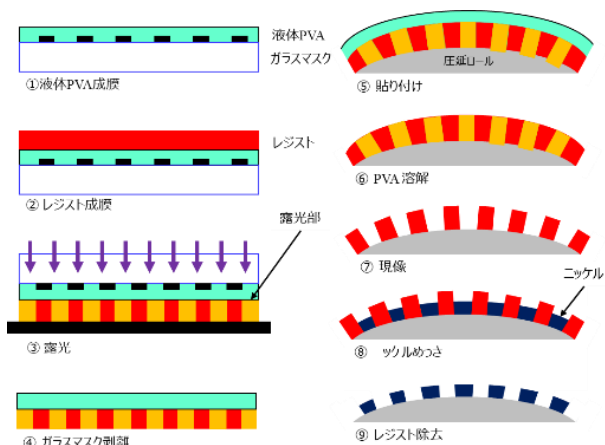 液体PVA
ガラスマスク
①液体PVA成膜
レジスト
②レジスト成膜
露光部
③ 露光
④ ガラスマスク剥離
圧延ロール
⑤ 貼り付け
⑥ PVA溶解
⑦ 現像
ニッケル
⑧ ックルめっさ
⑨ レジスト除去